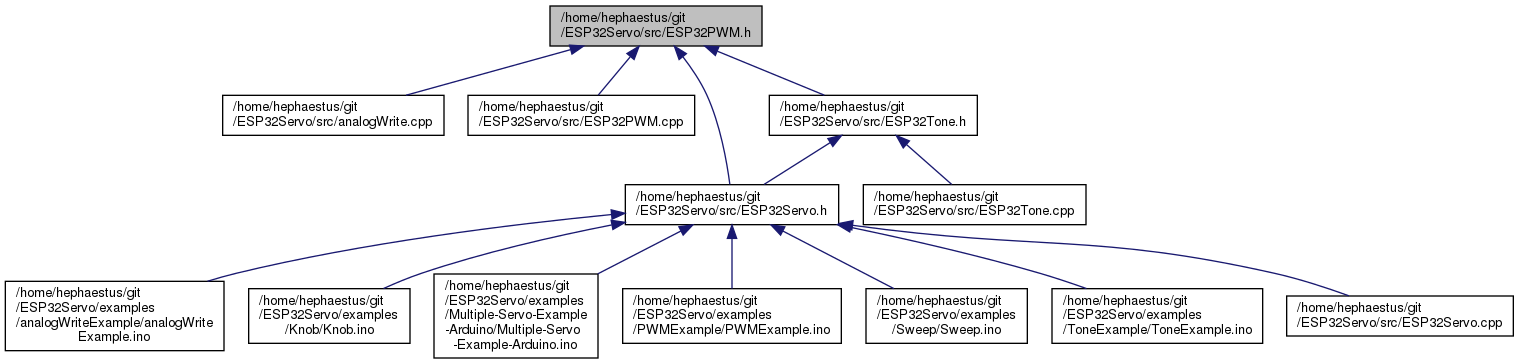 /home/hephaestus/git
/ESP32Servo/src/ESP32PWM.h
/home/hephaestus/git
/ESP32Servo/src/analogWrite.cpp
/home/hephaestus/git
/ESP32Servo/src/ESP32PWM.cpp
/home/hephaestus/git
/ESP32Servo/src/ESP32Tone.h
/home/hephaestus/git
/ESP32Servo/src/ESP32Servo.h
/home/hephaestus/git
/ESP32Servo/src/ESP32Tone.cpp
/home/hephaestus/git
/ESP32Servo/examples
/analogWriteExample/analogWrite
Example.ino
/home/hephaestus/git
/ESP32Servo/examples
/Knob/Knob.ino
/home/hephaestus/git
/ESP32Servo/examples
/Multiple-Servo-Example
-Arduino/Multiple-Servo
-Example-Arduino.ino
/home/hephaestus/git
/ESP32Servo/examples
/PWMExample/PWMExample.ino
/home/hephaestus/git
/ESP32Servo/examples
/Sweep/Sweep.ino
/home/hephaestus/git
/ESP32Servo/examples
/ToneExample/ToneExample.ino
/home/hephaestus/git
/ESP32Servo/src/ESP32Servo.cpp